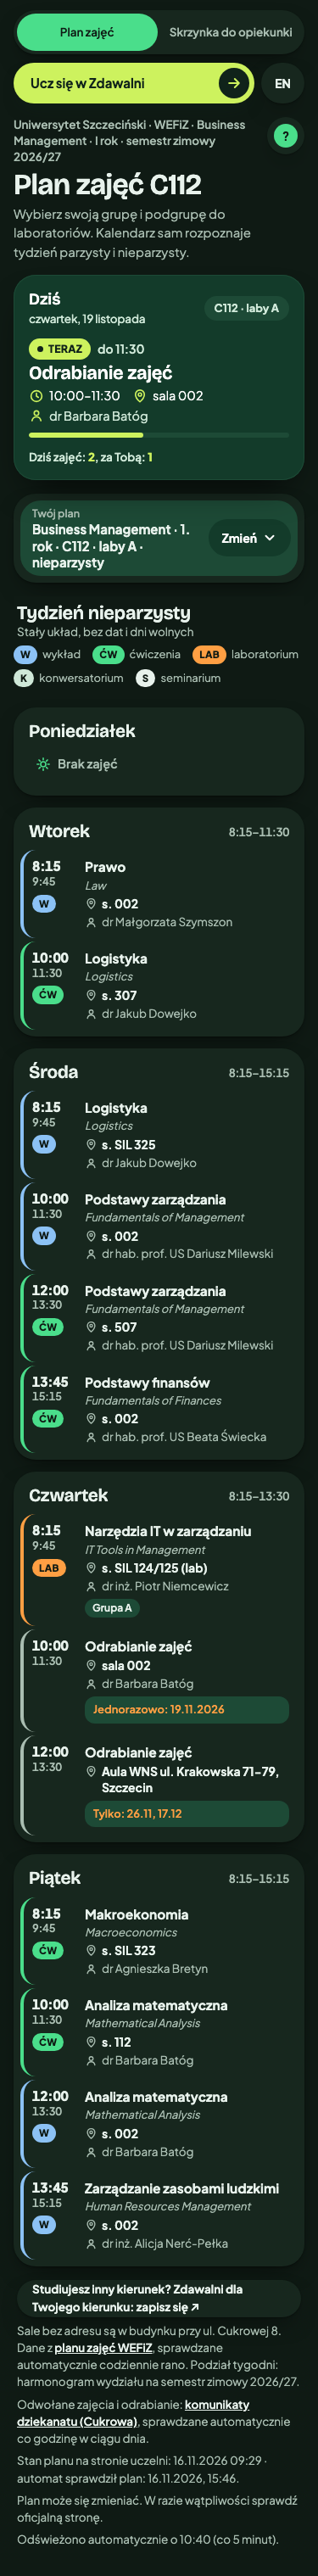 Plan zajęć
Skrzynka do opiekunki
Ucz się w Zdawalni
EN
Uniwersytet Szczeciński · WEFiZ · Business
Management · I rok · semestr zimowy
2026/27
?
Plan zajęć C112
Wybierz swoją grupę i podgrupę do
laboratoriów. Kalendarz sam rozpoznaje
tydzień parzysty i nieparzysty.
Dziś
czwartek, 19 listopada
C112 · laby A
TERAZ do 11:30
Odrabianie zajęć
10:00–11:30 sala 002
dr Barbara Batóg
Dziś zajęć: 2, za Tobą: 1
Twój plan
Business Management · 1.
rok · C112 · laby A ·
nieparzysty
Zmień
Tydzień nieparzysty
Stały układ, bez dat i dni wolnych
W wykład ĆW ćwiczenia LAB laboratorium
K konwersatorium S seminarium
Poniedziałek
Brak zajęć
Wtorek
8:15–11:30
8:15
9:45
W
Prawo
Law
s. 002
dr Małgorzata Szymszon
10:00
11:30
ĆW
Logistyka
Logistics
s. 307
dr Jakub Dowejko
Środa
8:15–15:15
8:15
9:45
W
Logistyka
Logistics
s. SIL 325
dr Jakub Dowejko
10:00
11:30
W
Podstawy zarządzania
Fundamentals of Management
s. 002
dr hab. prof. US Dariusz Milewski
12:00
13:30
ĆW
Podstawy zarządzania
Fundamentals of Management
s. 507
dr hab. prof. US Dariusz Milewski
13:45
15:15
ĆW
Podstawy finansów
Fundamentals of Finances
s. 002
dr hab. prof. US Beata Świecka
Czwartek
8:15–13:30
8:15
9:45
LAB
Narzędzia IT w zarządzaniu
IT Tools in Management
s. SIL 124/125 (lab)
dr inż. Piotr Niemcewicz
Grupa A
10:00
11:30
Odrabianie zajęć
sala 002
dr Barbara Batóg
Jednorazowo: 19.11.2026
12:00
13:30
Odrabianie zajęć
Aula WNS ul. Krakowska 71-79,
Szczecin
Tylko: 26.11, 17.12
Piątek
8:15–15:15
8:15
9:45
ĆW
Makroekonomia
Macroeconomics
s. SIL 323
dr Agnieszka Bretyn
10:00
11:30
ĆW
Analiza matematyczna
Mathematical Analysis
s. 112
dr Barbara Batóg
12:00
13:30
W
Analiza matematyczna
Mathematical Analysis
s. 002
dr Barbara Batóg
13:45
15:15
W
Zarządzanie zasobami ludzkimi
Human Resources Management
s. 002
dr inż. Alicja Nerć-Pełka
Studiujesz inny kierunek? Zdawalni dla
Twojego kierunku: zapisz się ↗
Sale bez adresu są w budynku przy ul. Cukrowej 8.
Dane z planu zajęć WEFiZ, sprawdzane
automatycznie codziennie rano. Podział tygodni:
harmonogram wydziału na semestr zimowy 2026/27.
Odwołane zajęcia i odrabianie: komunikaty
dziekanatu (Cukrowa), sprawdzane automatycznie
co godzinę w ciągu dnia.
Stan planu na stronie uczelni: 16.11.2026 09:29 ·
automat sprawdził plan: 16.11.2026, 15:46.
Plan może się zmieniać. W razie wątpliwości sprawdź
oficjalną stronę.
Odświeżono automatycznie o 10:40 (co 5 minut).